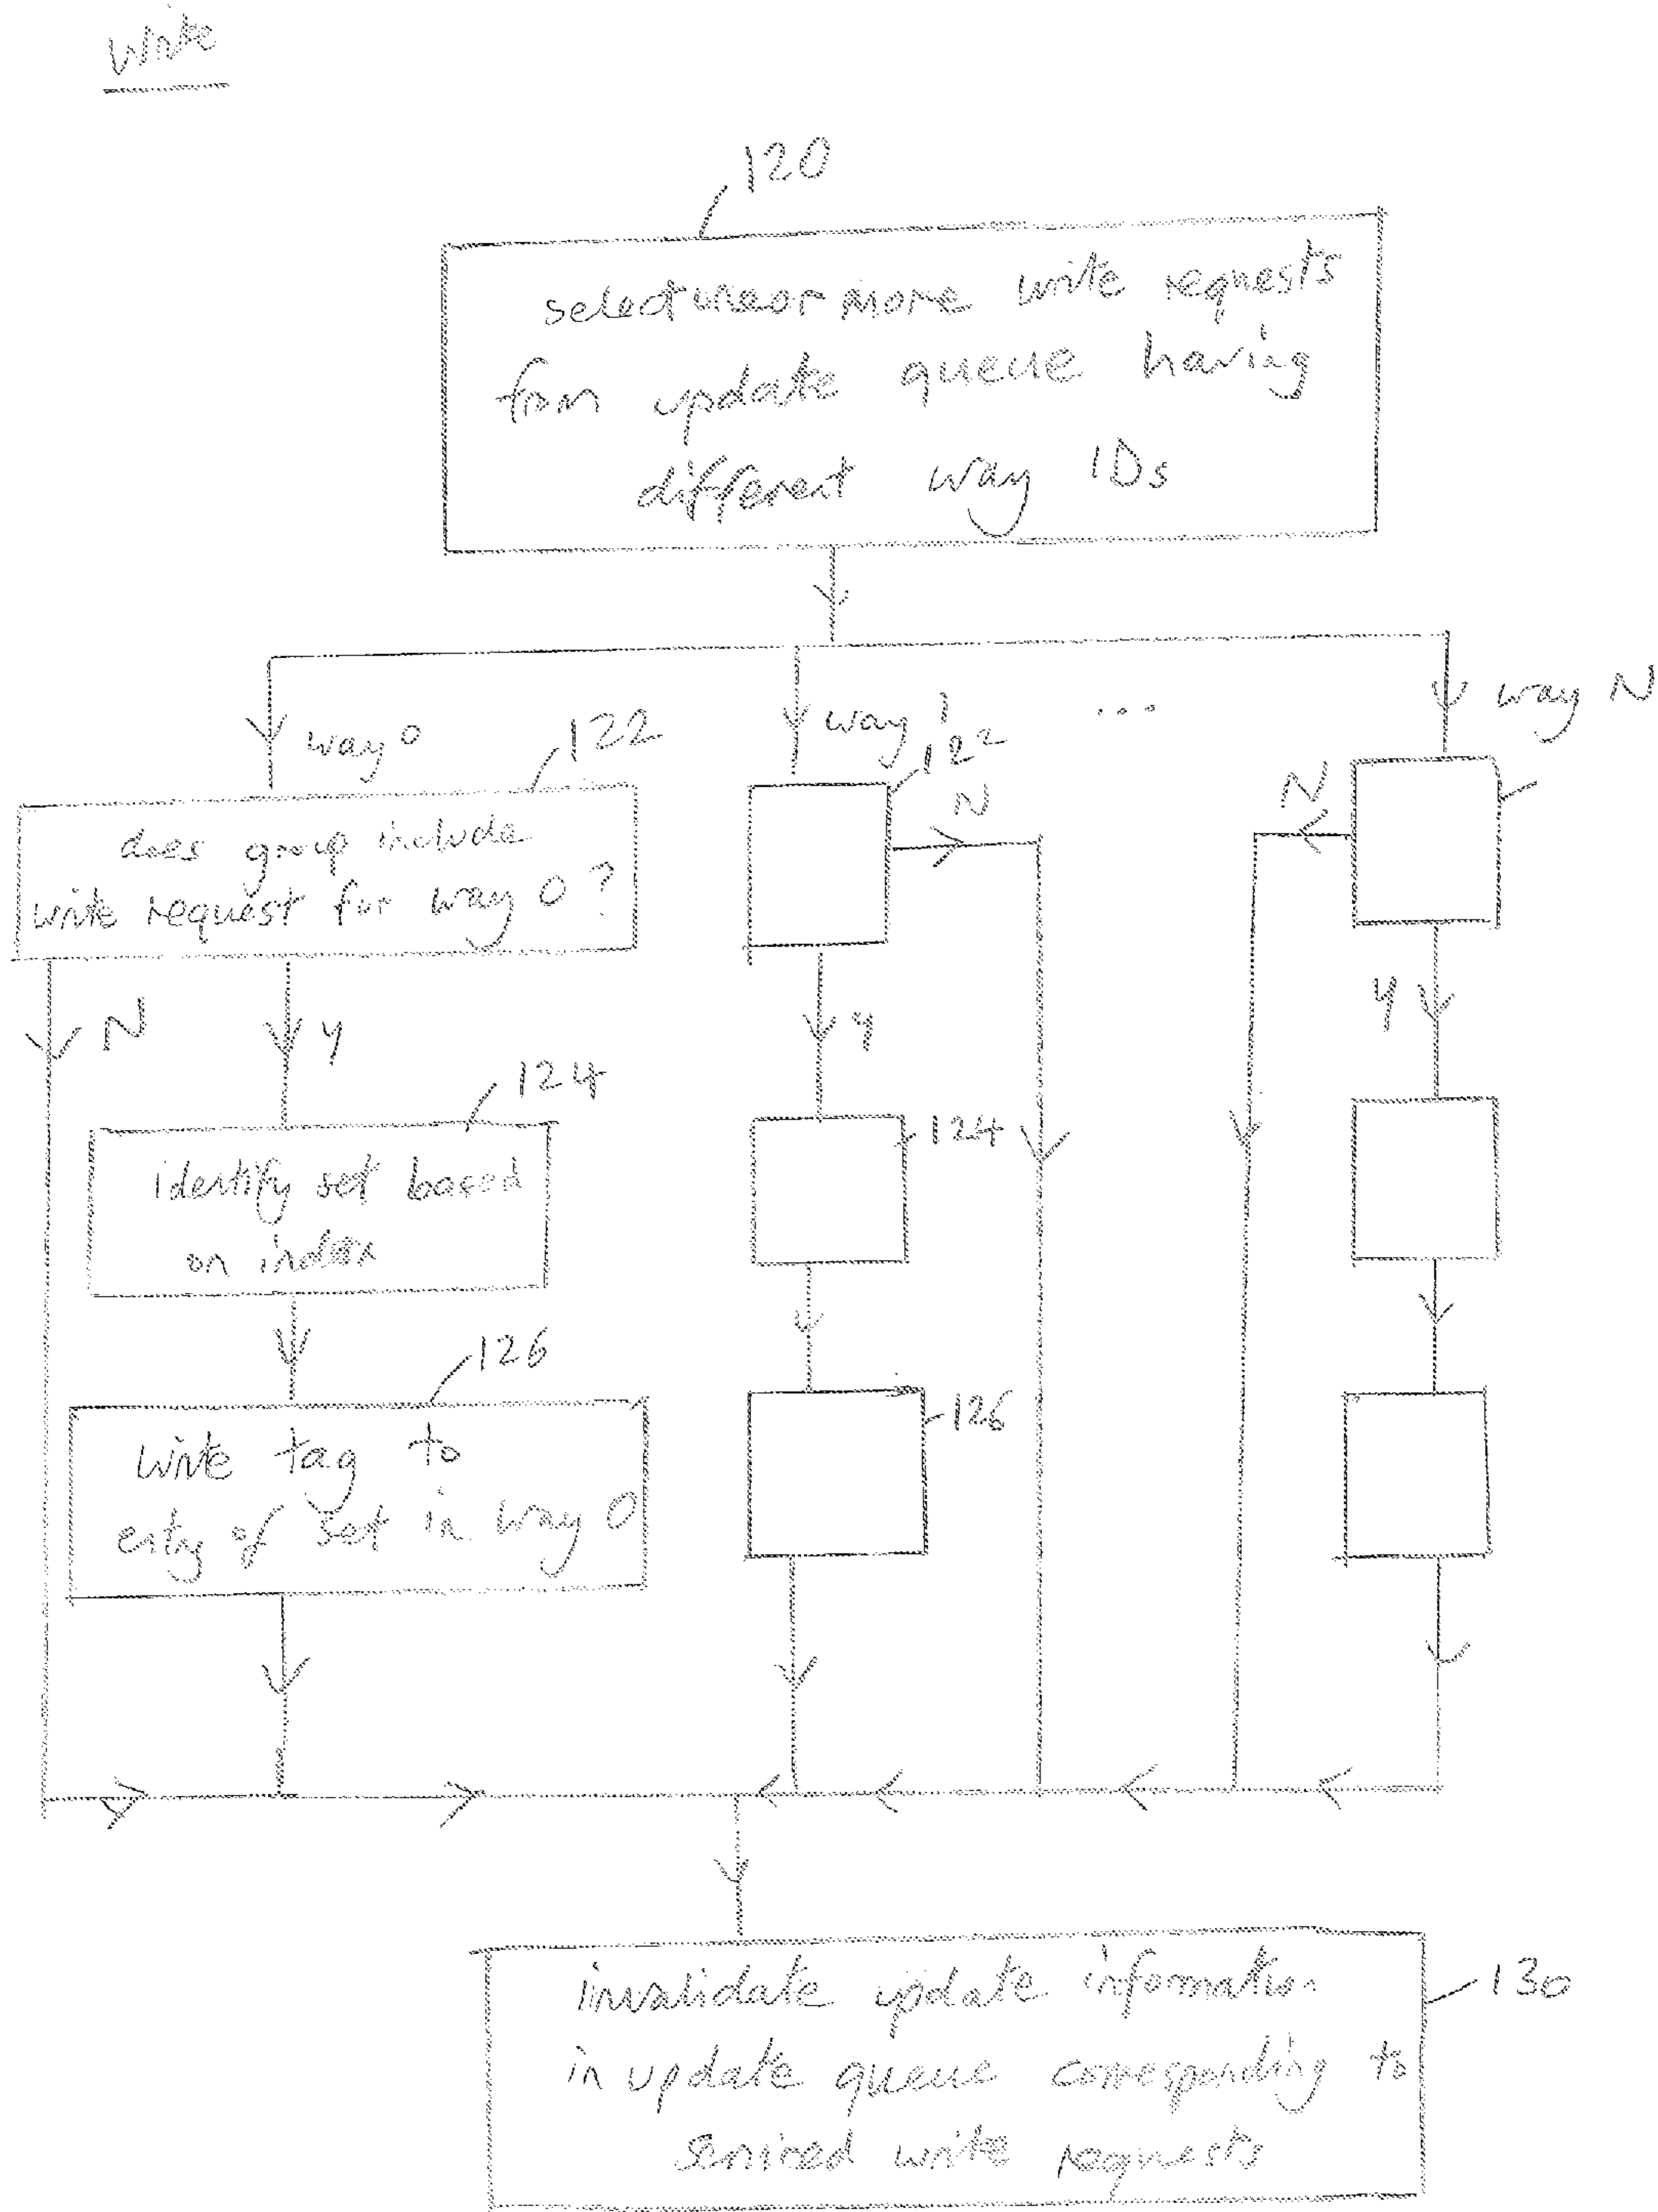 Write
120
select one or more write requests
from update queue having
different way IDs
way 0
122
way 1
122
...
way N
does group include
write request for way 0?
N
N
N
Y
Y
Y
124
124
identify set based
on index
126
126
write tag to
entry of set in way 0
invalidate update information
in update queue corresponding to
serviced write requests
130